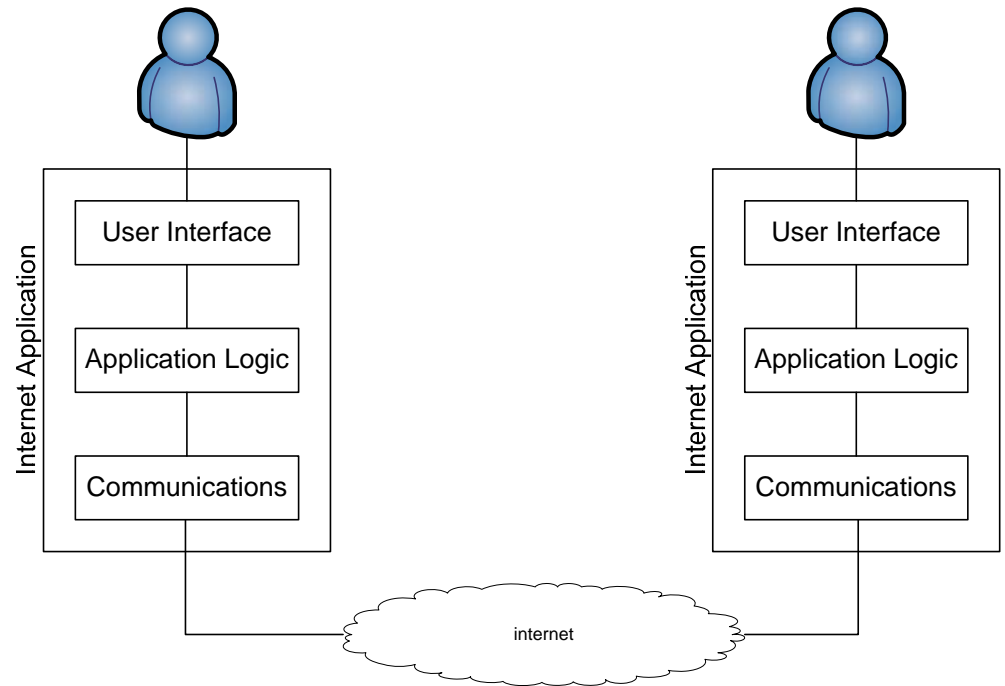 Internet Application
User Interface
Application Logic
Communications
Internet Application
User Interface
Application Logic
Communications
internet